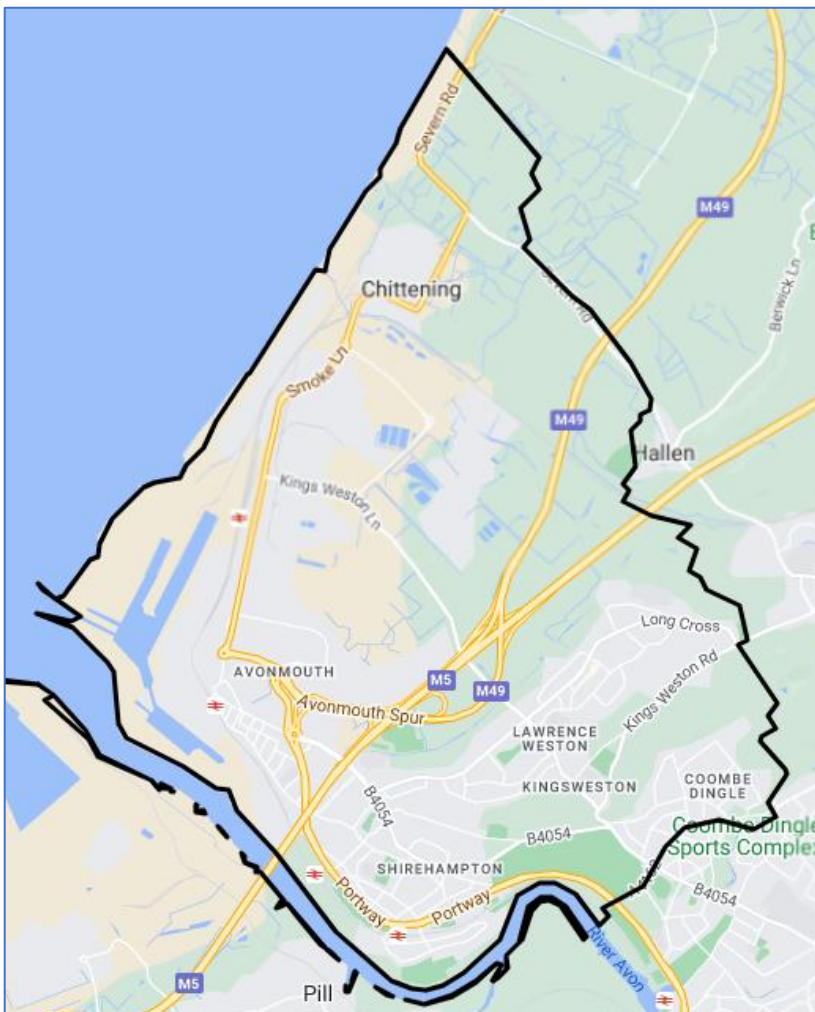 Severn Rd
M49
Chittening
Severn Rd
Berwick Ln
Smoke Ln
M49
Hallen
Kings Weston Ln
Long Cross
AVONMOUTH
M5
M49
Kings Weston Rd
Avonmouth Spur
LAWRENCE
WESTON
COOMBE
DINGLE
KINGSWESTON
B4054
B4054
Coombe Dingle
Sports Complex
SHIREHAMPTON
B4054
Portway
Portway
River Avon
M5
Pill